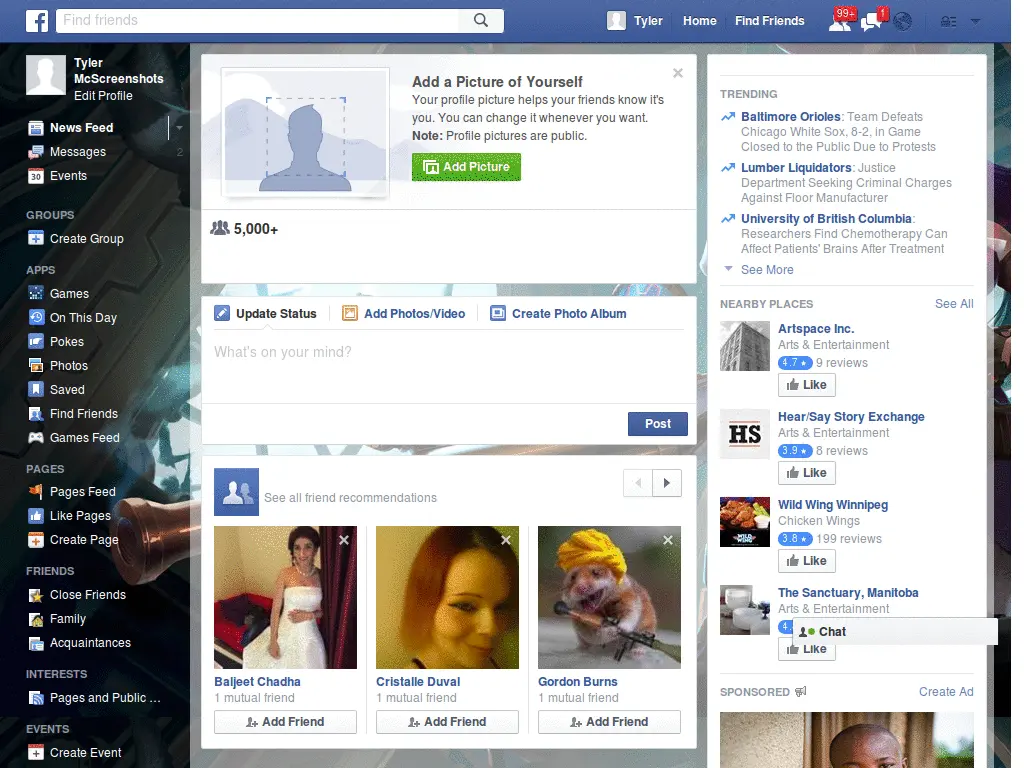 f
Find friends
Tyler
Home
Find Friends
99+
1
Tyler
McScreenshots
Edit Profile
News Feed
Messages
2
30
Events
GROUPS
Create Group
APPS
Games
On This Day
Pokes
Photos
Saved
Find Friends
Games Feed
PAGES
Pages Feed
Like Pages
Create Page
FRIENDS
Close Friends
Family
Acquaintances
INTERESTS
Pages and Public ...
EVENTS
Create Event
Add a Picture of Yourself
Your profile picture helps your friends know it's
you. You can change it whenever you want.
Note: Profile pictures are public.
Add Picture
5,000+
Update Status
Add Photos/Video
Create Photo Album
What's on your mind?
Post
See all friend recommendations
Baljeet Chadha
1 mutual friend
Add Friend
Cristalle Duval
1 mutual friend
Add Friend
Gordon Burns
1 mutual friend
Add Friend
TRENDING
Baltimore Orioles: Team Defeats
Chicago White Sox, 8-2, in Game
Closed to the Public Due to Protests
Lumber Liquidators: Justice
Department Seeking Criminal Charges
Against Floor Manufacturer
University of British Columbia:
Researchers Find Chemotherapy Can
Affect Patients' Brains After Treatment
See More
NEARBY PLACES
See All
Artspace Inc.
Arts & Entertainment
4.7 ★ 9 reviews
Like
HS
Hear/Say Story Exchange
Arts & Entertainment
3.9 ★ 8 reviews
Like
WILD WING
Wild Wing Winnipeg
Chicken Wings
3.8 ★ 199 reviews
Like
The Sanctuary, Manitoba
Arts & Entertainment
4.
Chat
Like
SPONSORED
Create Ad